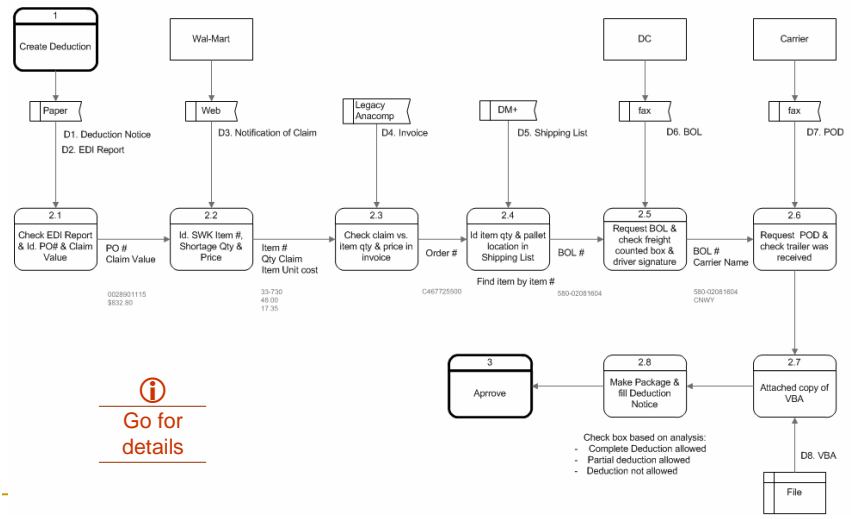 1
Create Deduction
Wal-Mart
DC
Carrier
Paper
Web
Legacy
Anacomp
DM+
fax
fax
D1. Deduction Notice
D2. EDI Report
D3. Notification of Claim
D4. Invoice
D5. Shipping List
D6. BOL
D7. POD
2.1
Check EDI Report
& Id. PO# & Claim
Value
PO #
Claim Value
0028901115
$832.80
2.2
Id. SWK Item #,
Shortage Qty &
Price
Item #
Qty Claim
Item Unit cost
33-730
48.00
17.35
2.3
Check claim vs.
item qty & price in
invoice
Order #
C467725500
2.4
Id item qty & pallet
location in
Shipping List
Find item by item #
BOL #
580-02081604
2.5
Request BOL &
check freight
counted box &
driver signature
BOL #
Carrier Name
580-02081604
CNWY
2.6
Request POD &
check trailer was
received
3
Aprrove
2.8
Make Package &
fill Deduction
Notice
2.7
Attached copy of
VBA
Check box based on analysis:
- Complete Deduction allowed
- Partial deduction allowed
- Deduction not allowed
D8. VBA
File
i
Go for
details